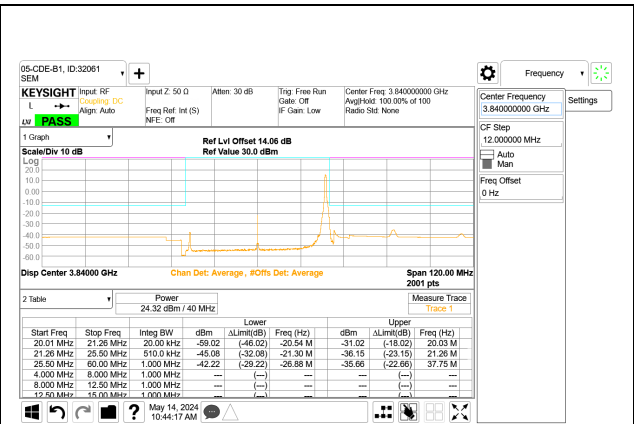 05-CDE-B1, ID:32061
SEM
Frequency
KEYSIGHT Input: RF Input Z: 50 Ω Atten: 30 dB Trig: Free Run Center Freq: 3.840000000 GHz
L Coupling: DC Gate: Off Avg|Hold: 100.00% of 100
Align: Auto Freq Ref: Int (S) IF Gain: Low Radio Std: None
PASS NFE: Off
Center Frequency
3.840000000 GHz
Settings
CF Step
12.000000 MHz
Auto
Man
Freq Offset
0 Hz
1 Graph
Ref Lvl Offset 14.06 dB
Scale/Div 10 dB Ref Value 30.0 dBm
Log
20.0
10.0
0.00
-10.0
-20.0
-30.0
-40.0
-50.0
-60.0
Disp Center 3.84000 GHz Chan Det: Average, #Offs Det: Average Span 120.00 MHz
2001 pts
2 Table
Power
24.32 dBm / 40 MHz
Measure Trace
Trace 1
Lower Upper
Start Freq Stop Freq Integ BW dBm ΔLimit(dB) Freq (Hz) dBm ΔLimit(dB) Freq (Hz)
20.01 MHz 21.26 MHz 20.00 kHz -59.02 (-46.02) -20.54 M -31.02 (-18.02) 20.03 M
21.26 MHz 25.50 MHz 510.0 kHz -45.08 (-32.08) -21.30 M -36.15 (-23.15) 21.26 M
25.50 MHz 60.00 MHz 1.000 MHz -42.22 (-29.22) -26.88 M -35.66 (-22.66) 37.75 M
4.000 MHz 8.000 MHz 1.000 MHz --- (---) --- --- (---) ---
8.000 MHz 12.50 MHz 1.000 MHz --- (---) --- --- (---) ---
12.50 MHz 15.00 MHz 1.000 MHz --- (---) --- --- (---) ---
May 14, 2024
10:44:17 AM